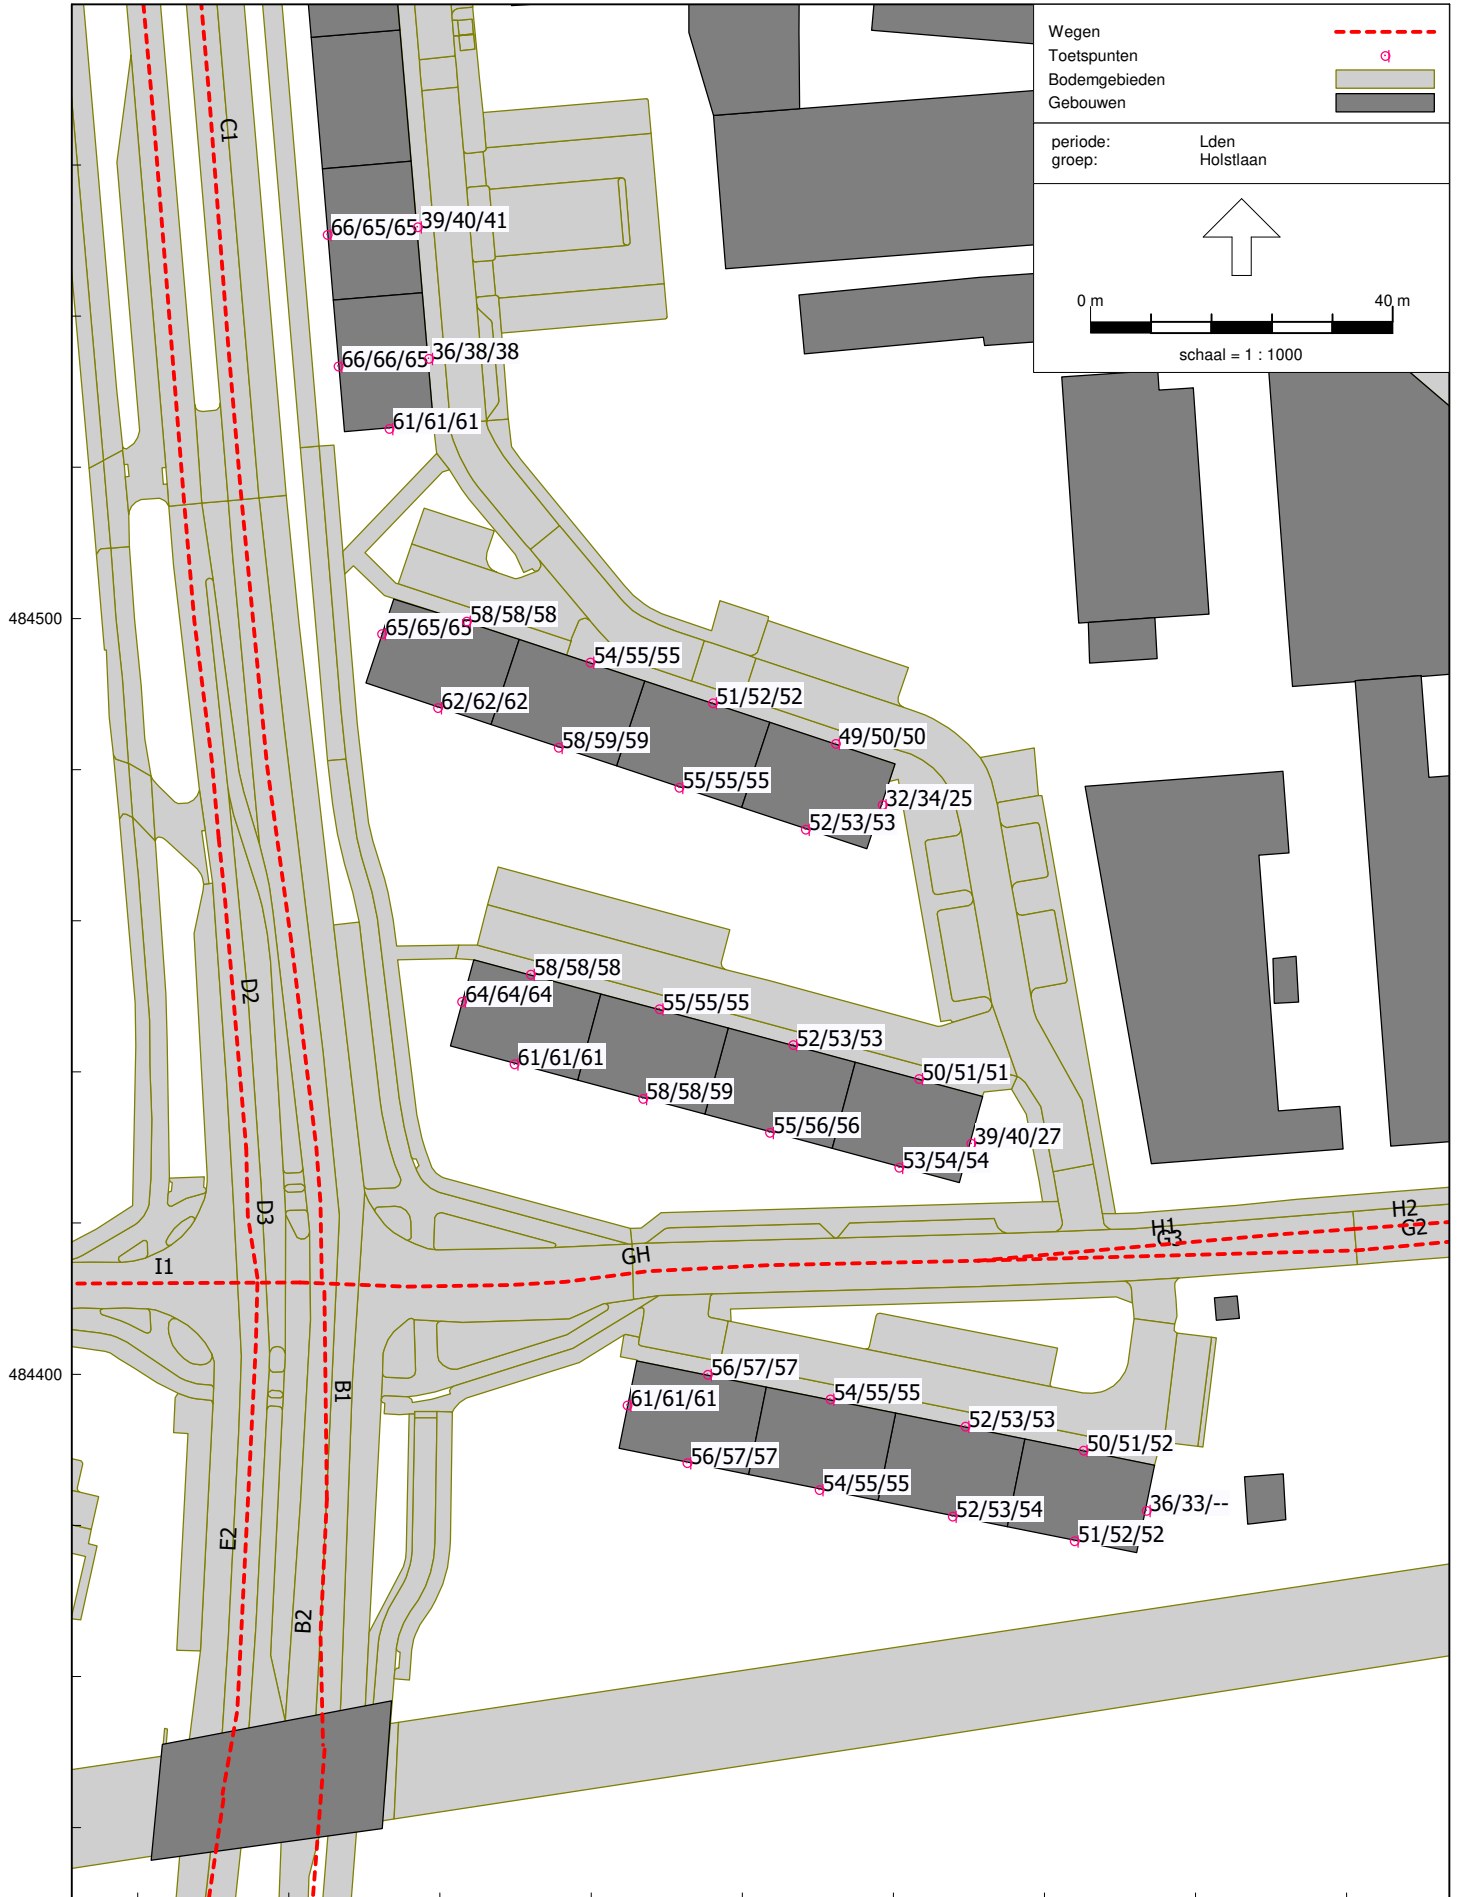 Wegen
Toetspunten
Bodemgebieden
Gebouwen
periode: Lden
groep: Holstlaan
0 m 40 m
schaal = 1 : 1000
C1
66/65/65 39/40/41
66/66/65 36/38/38
61/61/61
484500
58/58/58
65/65/65
54/55/55
62/62/62
51/52/52
58/59/59
49/50/50
55/55/55
32/34/25
52/53/53
58/58/58
D2
64/64/64
55/55/55
52/53/53
61/61/61
50/51/51
58/58/59
55/56/56
39/40/27
53/54/54
D3
H2
H1
G2
G3
GH
I1
484400
56/57/57
B1
61/61/61
54/55/55
52/53/53
50/51/52
56/57/57
54/55/55
36/33/--
52/53/54
E2
51/52/52
B2